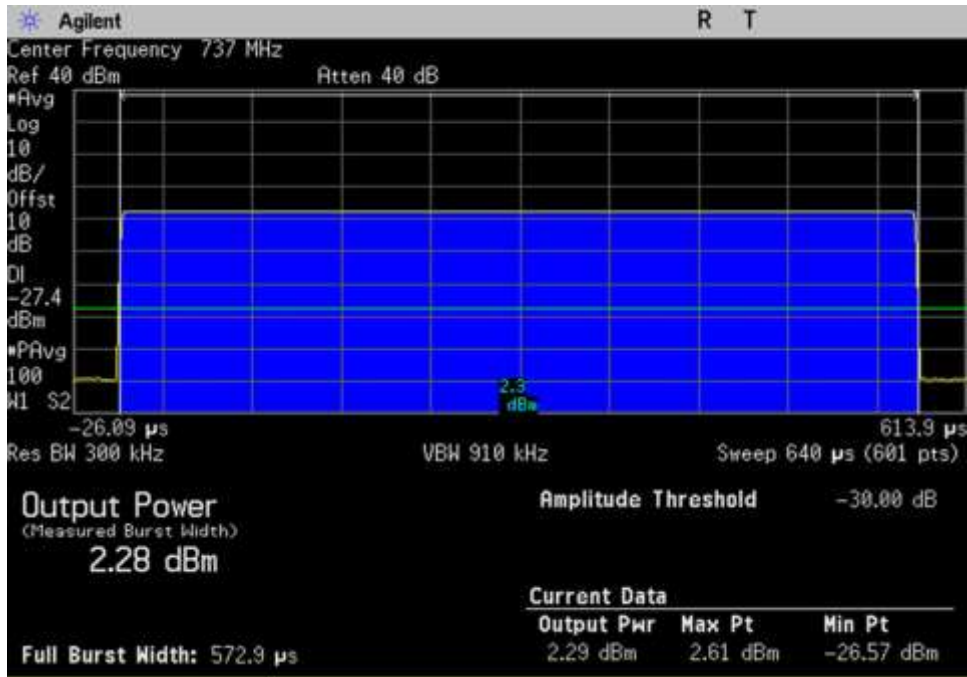 Agilent R T
Center Frequency 737 MHz
Ref 40 dBm Atten 40 dB
#Avg
Log
10
dB/
Offst
10
dB
DI
-27.4
dBm
#PAvg
100
W1 S2
2.3
dBm
-26.09 µs 613.9 µs
Res BW 300 kHz VBW 910 kHz Sweep 640 µs (601 pts)
Output Power
(Measured Burst Width)
2.28 dBm
Amplitude Threshold -30.00 dB
Current Data
Output Pwr Max Pt Min Pt
2.29 dBm 2.61 dBm -26.57 dBm
Full Burst Width: 572.9 µs